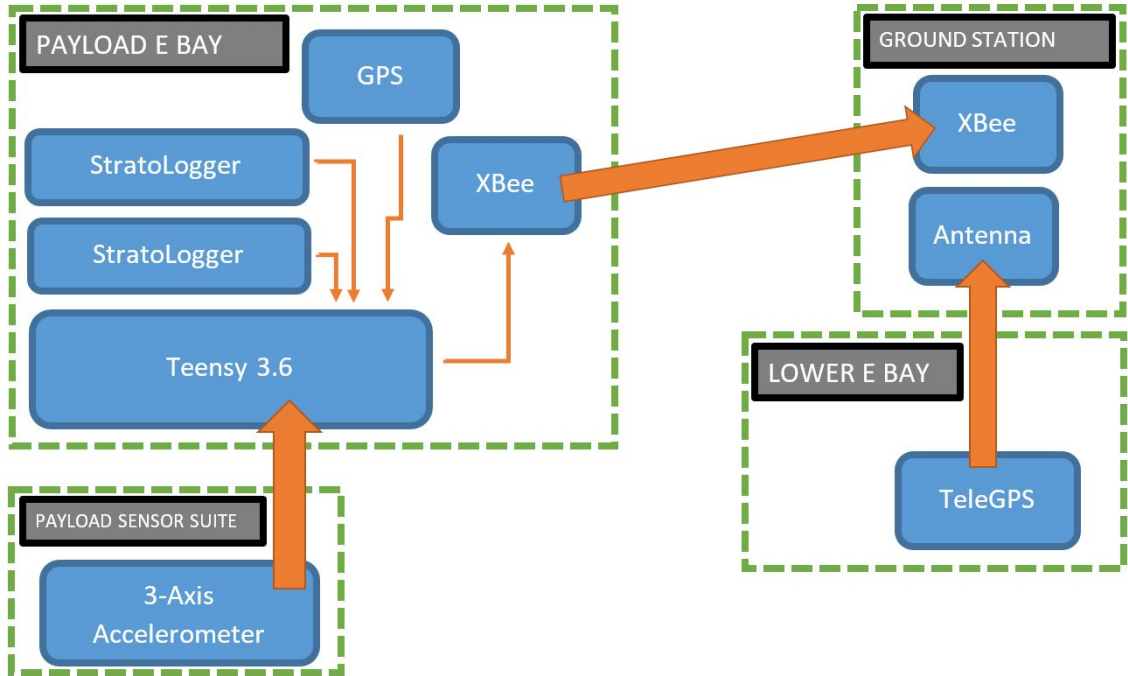 PAYLOAD E BAY
GPS
StratoLogger
XBee
StratoLogger
Teensy 3.6
PAYLOAD SENSOR SUITE
3-Axis
Accelerometer
GROUND STATION
XBee
Antenna
LOWER E BAY
TeleGPS